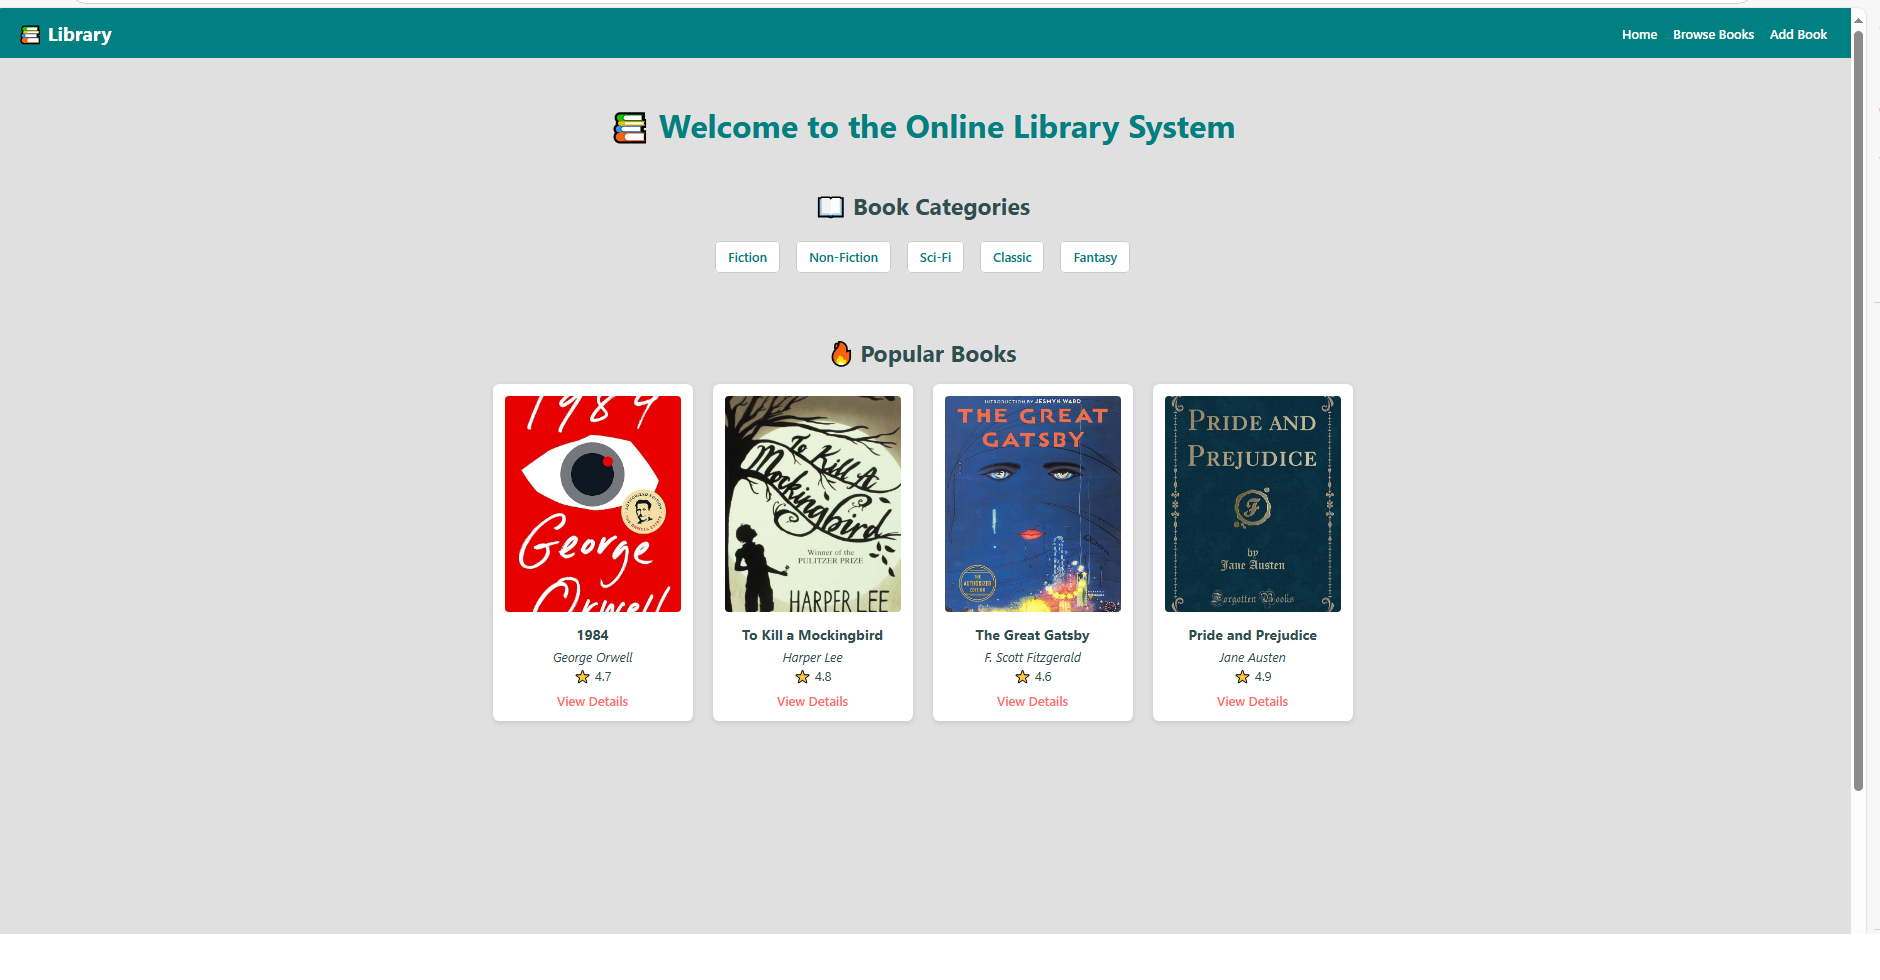 Library
Home Browse Books Add Book
Welcome to the Online Library System
Book Categories
Fiction Non-Fiction Sci-Fi Classic Fantasy
Popular Books
1984
George
Orwell
1984
George Orwell
4.7
View Details
To Kill A
Mockingbird
Winner of the
PULITZER PRIZE
HARPER LEE
To Kill a Mockingbird
Harper Lee
4.8
View Details
INTRODUCTION BY JESMYN WARD
THE GREAT
GATSBY
THE
AUTHORIZED
EDITION
The Great Gatsby
F. Scott Fitzgerald
4.6
View Details
PRIDE AND
PREJUDICE
F
by
Jane Austen
Forgotten Books
Pride and Prejudice
Jane Austen
4.9
View Details